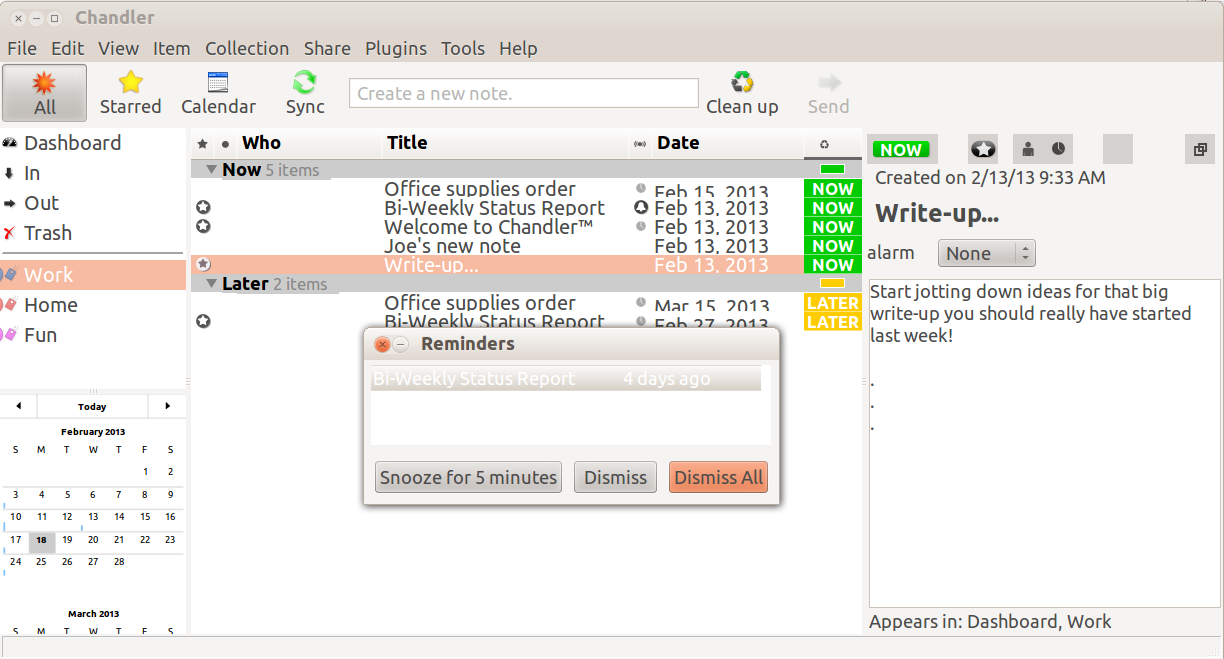 Chandler
File Edit View Item Collection Share Plugins Tools Help
All Starred Calendar Sync Create a new note. Clean up Send
Dashboard
In
Out
Trash
Work
Home
Fun
Today
February 2013
S M T W T F S
1 2
3 4 5 6 7 8 9
10 11 12 13 14 15 16
17 18 19 20 21 22 23
24 25 26 27 28
March 2013
S M T W T F S
Who Title Date
Now 5 items
Office supplies order Feb 15, 2013 NOW
Bi-Weekly Status Report Feb 13, 2013 NOW
Welcome to Chandler™ Feb 13, 2013 NOW
Joe's new note Feb 13, 2013 NOW
Write-up... Feb 13, 2013 NOW
Later 2 items
Office supplies order Mar 15, 2013 LATER
Bi-Weekly Status Report Feb 27, 2013 LATER
Reminders
Bi-Weekly Status Report 4 days ago
Snooze for 5 minutes Dismiss Dismiss All
NOW
Created on 2/13/13 9:33 AM
Write-up...
alarm None
Start jotting down ideas for that big
write-up you should really have started
last week!
.
.
.
Appears in: Dashboard, Work